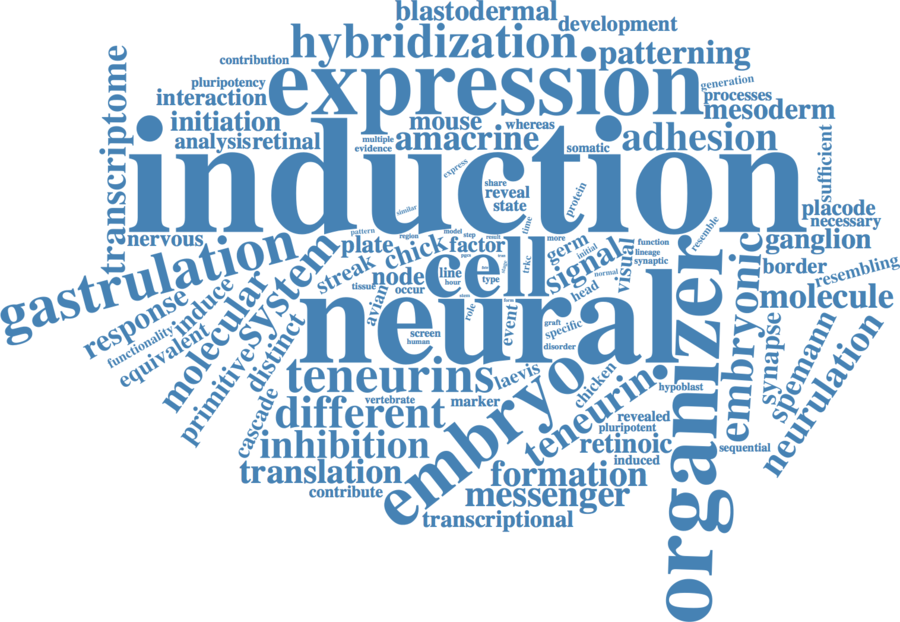 blastodermal
development
hybridization
patterning
contribution
expression
transcriptome
pluripotency
generation
interaction
processes
mesoderm
initiation
mouse
whereas
adhesion
analysis
retinal
multiple
evidence
amacrine
somatic
sufficient
induction
express
share
reveal
state
protein
similar
time
resemble
placode
necessary
nervous
plate
pattern
region
model
step
result
more
chick
factor
germ
initial
function
lineage
synaptic
ganglion
gastrulation
system
streak
node
cell
line
hour
type
trkc
signal
normal
visual
border
resembling
tissue
occur
avian
head
molecule
response
induce
molecular
functionality
equivalent
primitive
distinct
cascade
neural
screen
human
role
event
graft
specific
disorder
organizer
embryonic
synapse
spemann
neurulation
teneurins
laevis
chicken
hypoblast
vertebrate
marker
different
embryo
teneurin
revealed
pluripotent
inhibition
retinoic
sequential
induced
translation
formation
contribute
messenger
transcriptional